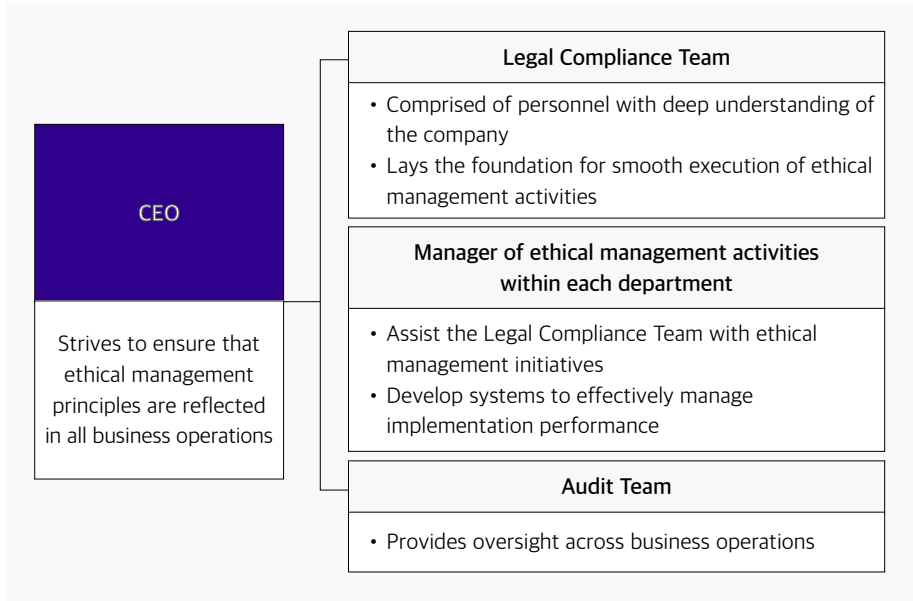 CEO
Strives to ensure that
ethical management
principles are reflected
in all business operations
Legal Compliance Team
• Comprised of personnel with deep understanding of
the company
• Lays the foundation for smooth execution of ethical
management activities
Manager of ethical management activities
within each department
• Assist the Legal Compliance Team with ethical
management initiatives
• Develop systems to effectively manage
implementation performance
Audit Team
• Provides oversight across business operations